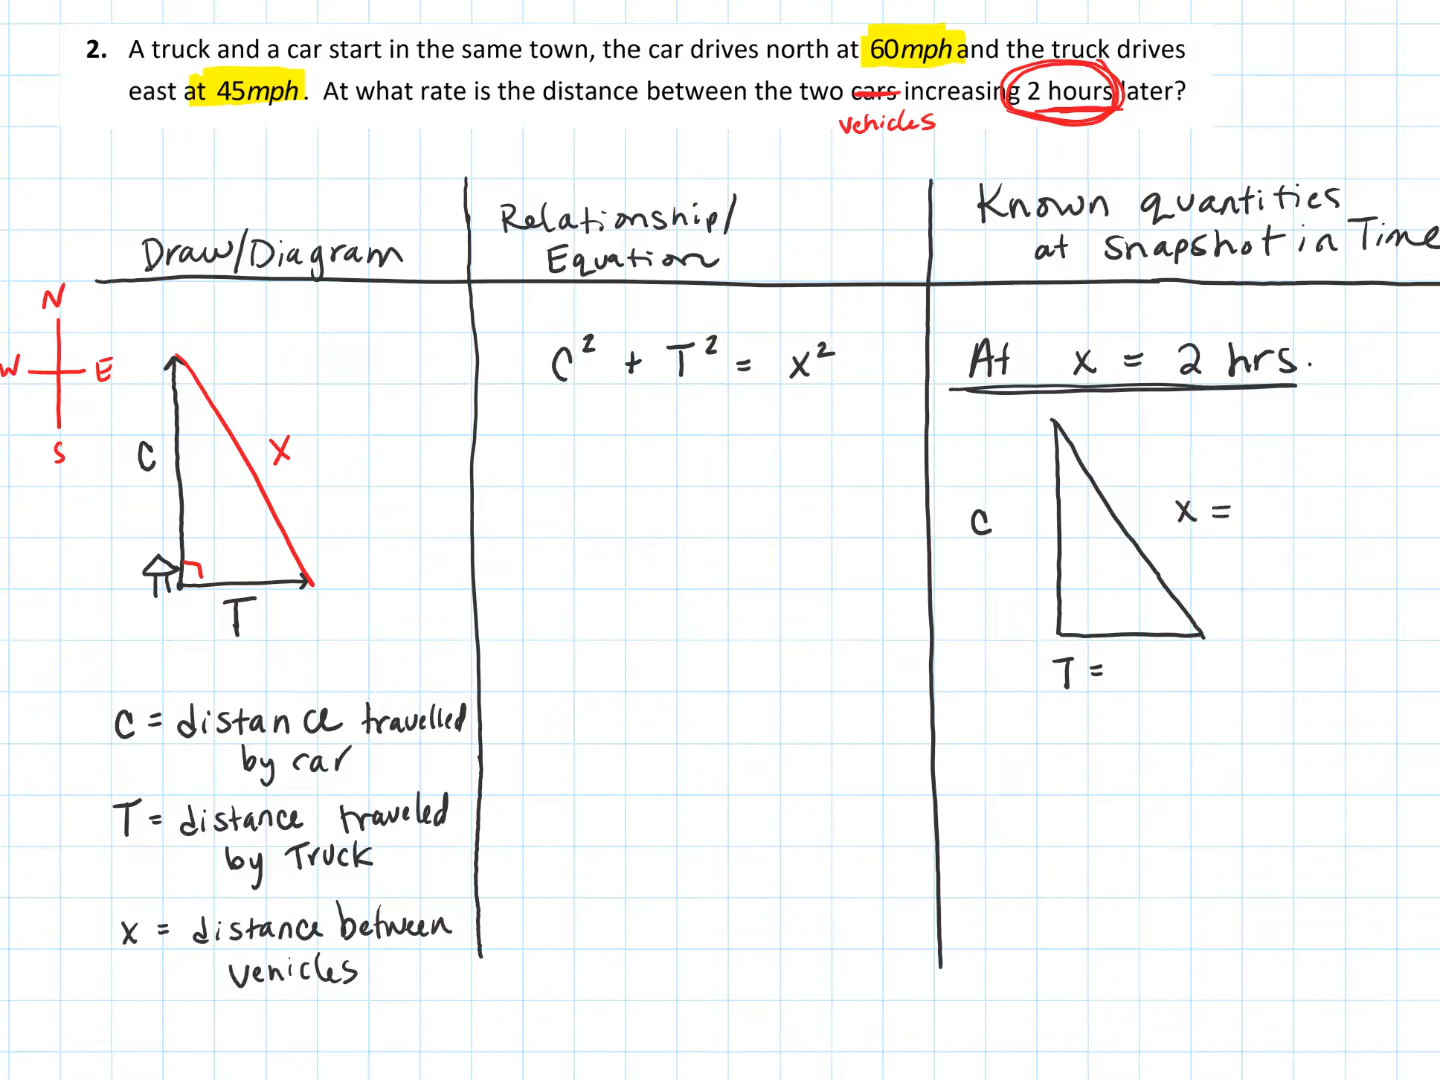 2. A truck and a car start in the same town, the car drives north at 60mph and the truck drives
east at 45mph. At what rate is the distance between the two cars increasing 2 hours later?
vehicles
Draw/Diagram
Relationship/
Equation
Known quantities
at snapshot in Time
N
W E
S
C
X
T
C² + T² = x²
At x = 2 hrs.
C
x =
T =
C = distance travelled
by car
T = distance traveled
by Truck
x = distance between
vehicles